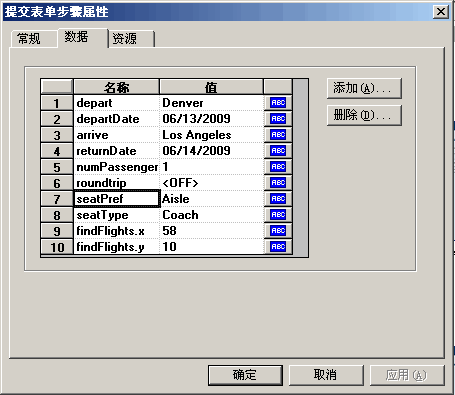 提交表单步骤属性
常规 数据 资源
名称 值
1 depart Denver
2 departDate 06/13/2009
3 arrive Los Angeles
4 returnDate 06/14/2009
5 numPassenger 1
6 roundtrip <OFF>
7 seatPref Aisle
8 seatType Coach
9 findFlights.x 58
10 findFlights.y 10
ABC
ABC
ABC
ABC
ABC
ABC
ABC
ABC
ABC
ABC
添加(A)...
删除(D)...
确定 取消 应用(A)